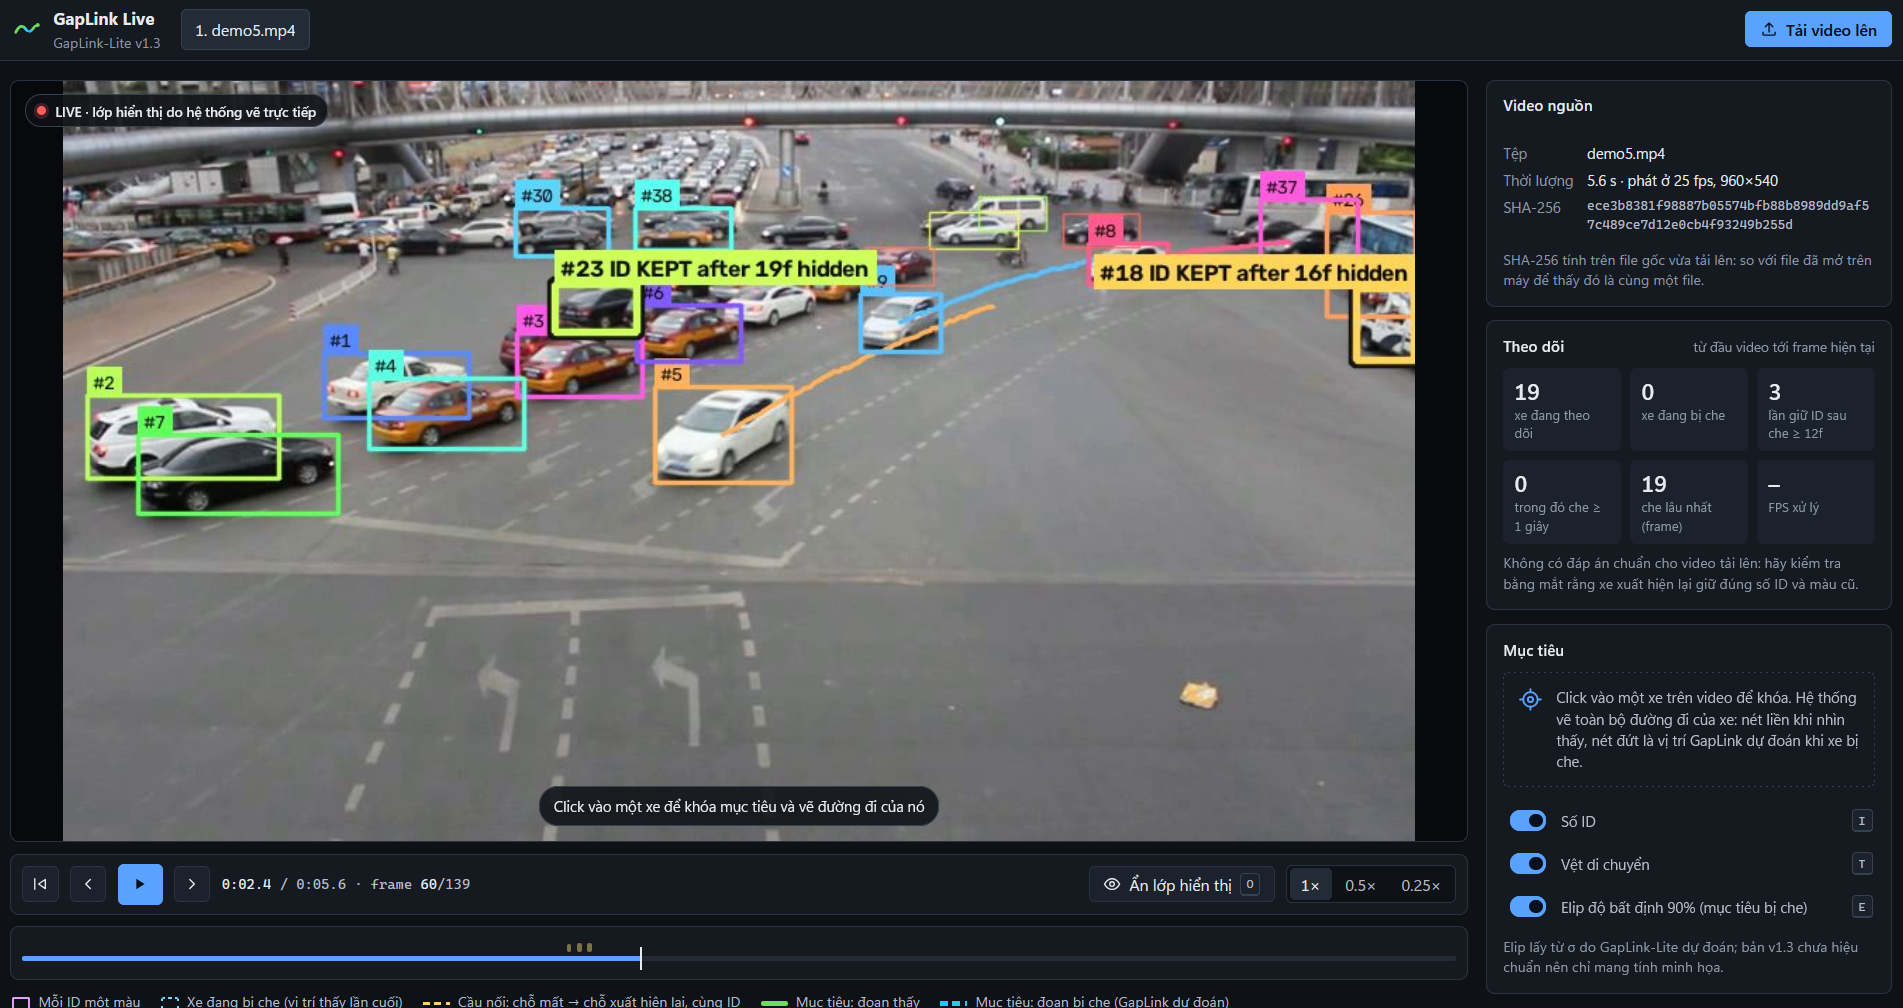 GapLink Live
GapLink-Lite v1.3
1. demo5.mp4
Tải video lên
LIVE · lớp hiển thị do hệ thống vẽ trực tiếp
#30
#38
#37
#26
#8
#23 ID KEPT after 19f hidden
#18 ID KEPT after 16f hidden
#9
#6
#3
#1
#4
#5
#2
#7
Click vào một xe để khóa mục tiêu và vẽ đường đi của nó
0:02.4 / 0:05.6 · frame 60/139
Ẩn lớp hiển thị 0
1× 0.5× 0.25×
Mỗi ID một màu
Xe đang bị che (vị trí thấy lần cuối)
Cầu nối: chỗ mất → chỗ xuất hiện lại, cùng ID
Mục tiêu: đoạn thấy
Mục tiêu: đoạn bị che (GapLink dự đoán)
Video nguồn
Tệp demo5.mp4
Thời lượng 5.6 s · phát ở 25 fps, 960×540
SHA-256 ece3b8381f98887b05574bfb88b8989dd9af5
7c489ce7d12e0cb4f93249b255d
SHA-256 tính trên file gốc vừa tải lên: so với file đã mở trên
máy để thấy đó là cùng một file.
Theo dõi từ đầu video tới frame hiện tại
19
xe đang theo
dõi
0
xe đang bị che
3
lần giữ ID sau
che ≥ 12f
0
trong đó che ≥
1 giây
19
che lâu nhất
(frame)
–
FPS xử lý
Không có đáp án chuẩn cho video tải lên: hãy kiểm tra
bằng mắt rằng xe xuất hiện lại giữ đúng số ID và màu cũ.
Mục tiêu
Click vào một xe trên video để khóa. Hệ thống
vẽ toàn bộ đường đi của xe: nét liền khi nhìn
thấy, nét đứt là vị trí GapLink dự đoán khi xe bị
che.
Số ID I
Vệt di chuyển T
Elip độ bất định 90% (mục tiêu bị che) E
Elip lấy từ σ do GapLink-Lite dự đoán; bản v1.3 chưa hiệu
chuẩn nên chỉ mang tính minh họa.